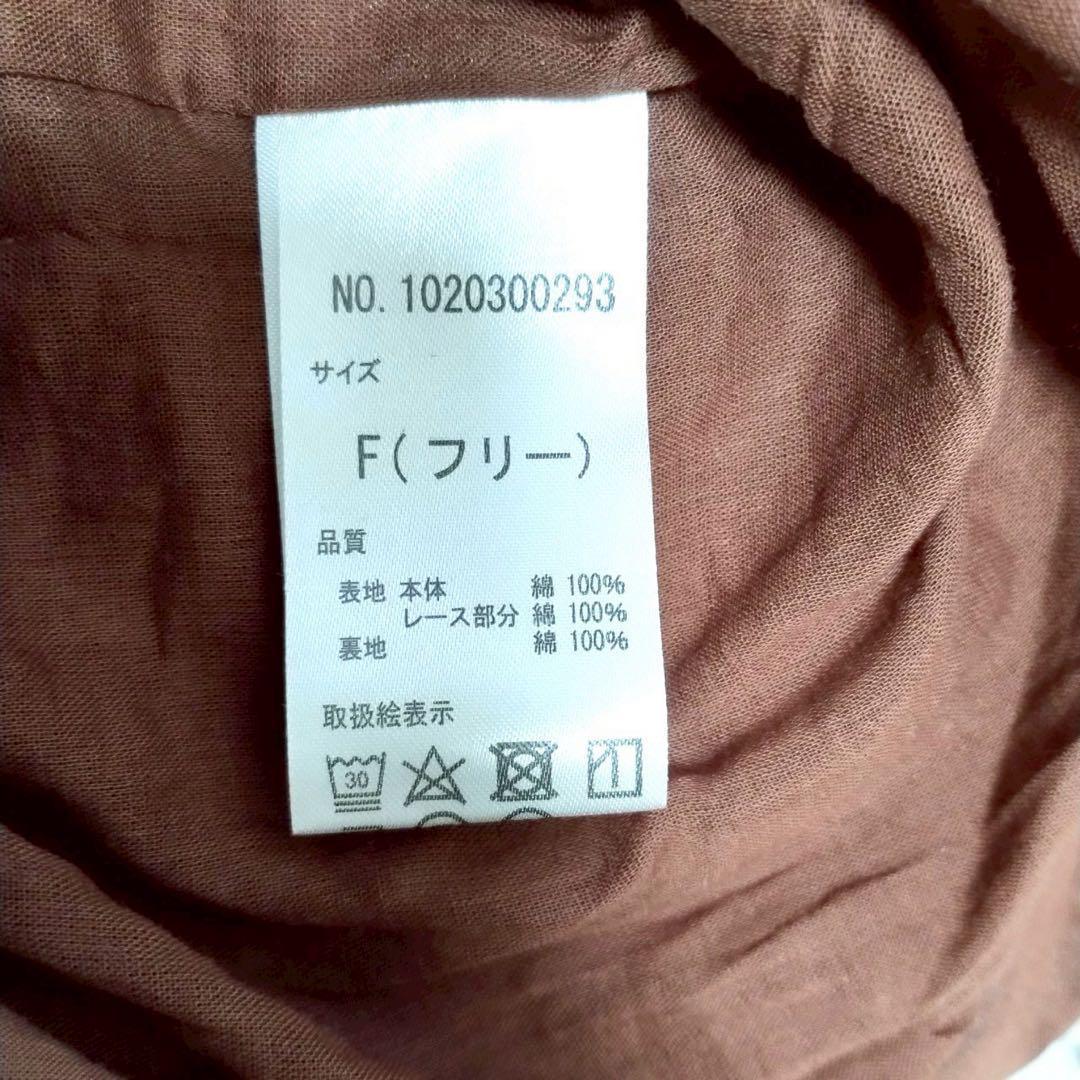 NO. 1020300293
サイズ
F(フリー)
品質
表地 本体 綿 100%
レース部分 綿 100%
裏地 綿 100%
取扱絵表示
30